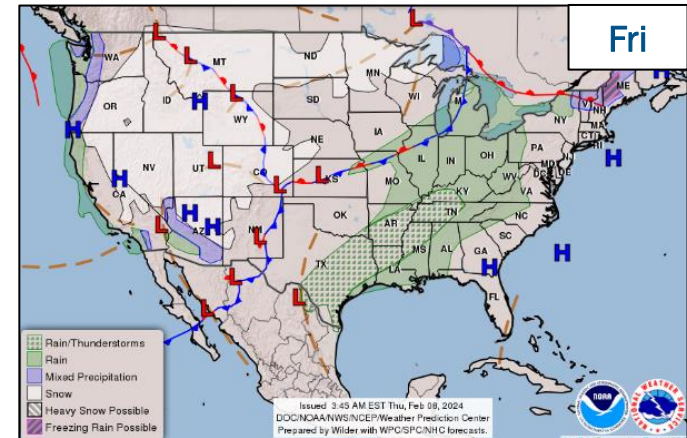 Fri
L
L
L
L
WA
MT
ND
MN
ME
H
OR
ID
H
WY
SD
WI
MI
VT
NH
NY
MA
CT
RI
H
NE
IA
PA
NJ
H
NV
UT
L
CO
L
L
KS
IL
IN
OH
MD
DE
DC
WV
VA
H
CA
MO
KY
H
L
H
H
AZ
NM
L
OK
AR
TN
NC
SC
H
L
L
L
TX
LA
MS
AL
GA
H
FL
Rain/Thunderstorms
Rain
Mixed Precipitation
Snow
Heavy Snow Possible
Freezing Rain Possible
Issued 3:45 AM EST Thu, Feb 08, 2024
DOC/NOAA/NWS/NCEP/Weather Prediction Center
Prepared by Wilder with WPC/SPC/NHC forecasts.
NOAA